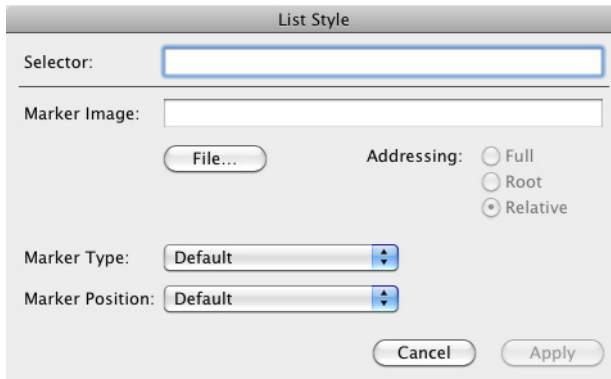 List Style
Selector:
Marker Image:
File... Addressing: Full
Root
Relative
Marker Type: Default
Marker Position: Default
Cancel Apply